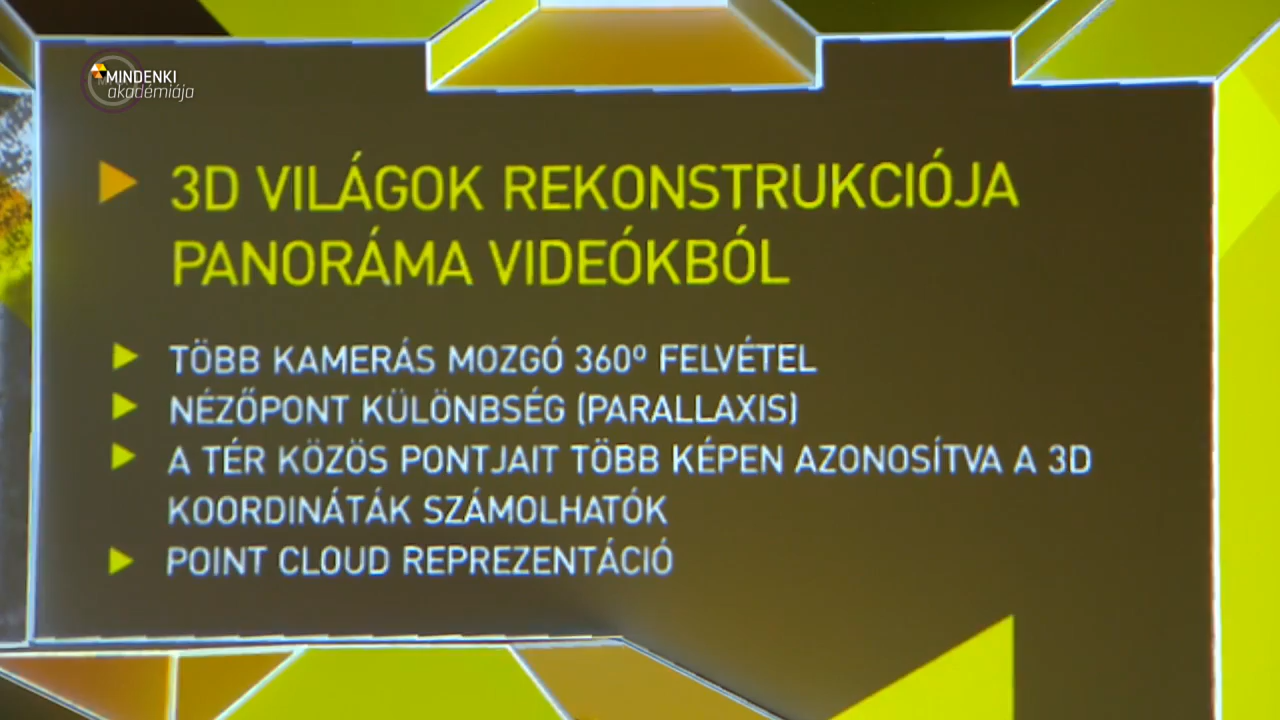 MINDENKI
akadémiája
3D VILÁGOK REKONSTRUKCIÓJA
PANORÁMA VIDEÓKBÓL
TÖBB KAMERÁS MOZGÓ 360º FELVÉTEL
NÉZŐPONT KÜLÖNBSÉG (PARALLAXIS)
A TÉR KÖZÖS PONTJAIT TÖBB KÉPEN AZONOSÍTVA A 3D
KOORDINÁTÁK SZÁMOLHATÓK
POINT CLOUD REPREZENTÁCIÓ